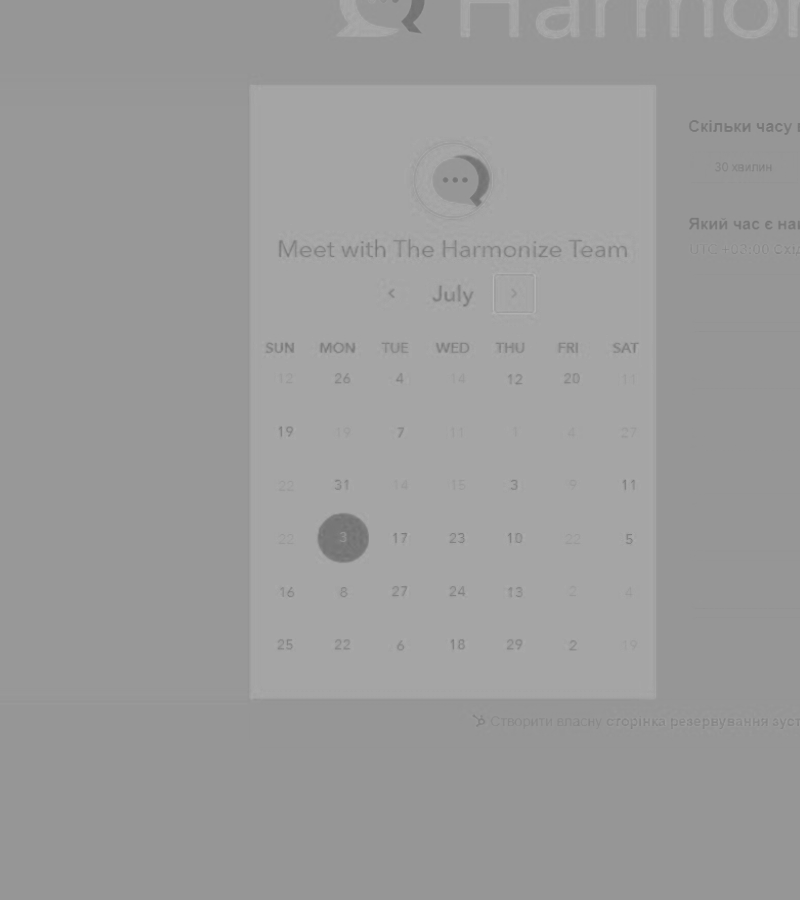 Harmon
Скільки часу
30 хвилин
Який час є
UTC +03:00
Meet with The Harmonize Team
July
SUN MON TUE WED THU FRI SAT
12 26 4 14 12 20 11
19 19 7 11 1 4 27
22 31 14 15 3 9 11
22 3 17 23 10 22 5
16 8 27 24 13 2 4
25 22 6 18 29 2 19
Створити власну сторінка резервування